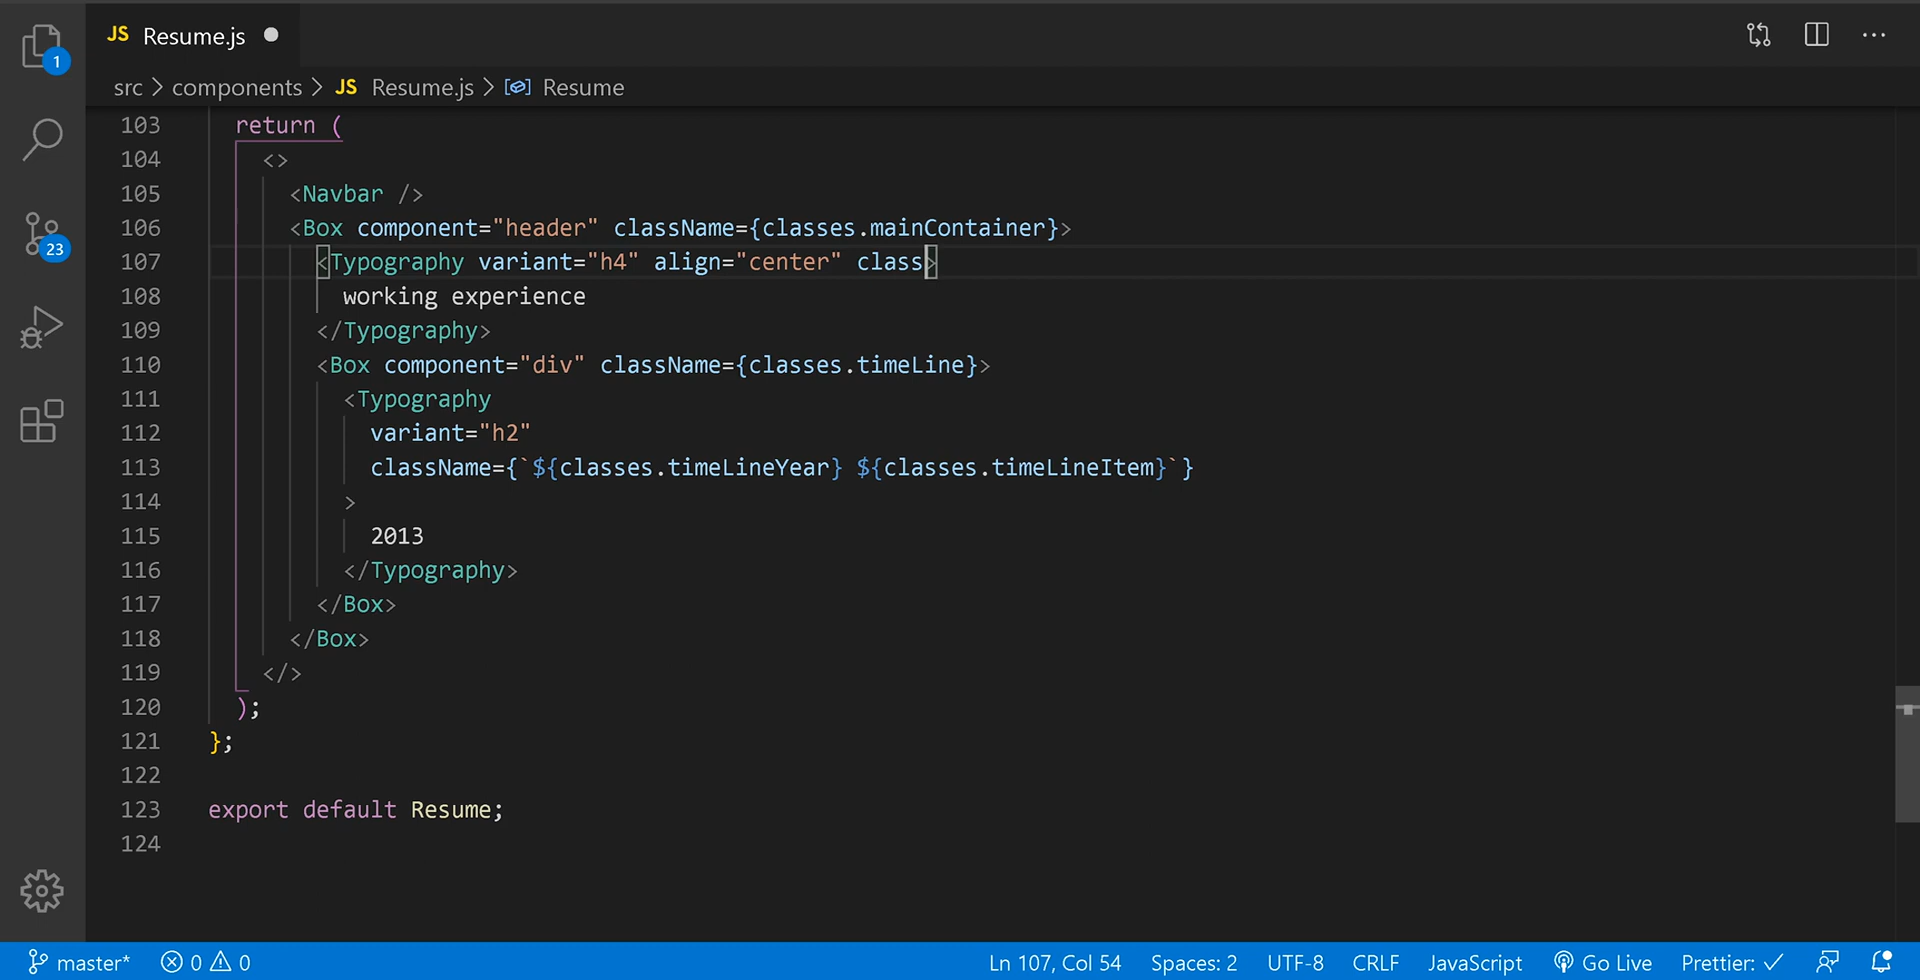 JS Resume.js
src > components > JS Resume.js > Resume
1
23
103 return (
104 <>
105 <Navbar />
106 <Box component="header" className={classes.mainContainer}>
107 <Typography variant="h4" align="center" class>
108 working experience
109 </Typography>
110 <Box component="div" className={classes.timeLine}>
111 <Typography
112 variant="h2"
113 className={`${classes.timeLineYear} ${classes.timeLineItem}`}
114 >
115 2013
116 </Typography>
117 </Box>
118 </Box>
119 </>
120 );
121 };
122
123 export default Resume;
124
master* 0 0 Ln 107, Col 54 Spaces: 2 UTF-8 CRLF JavaScript Go Live Prettier: ✓